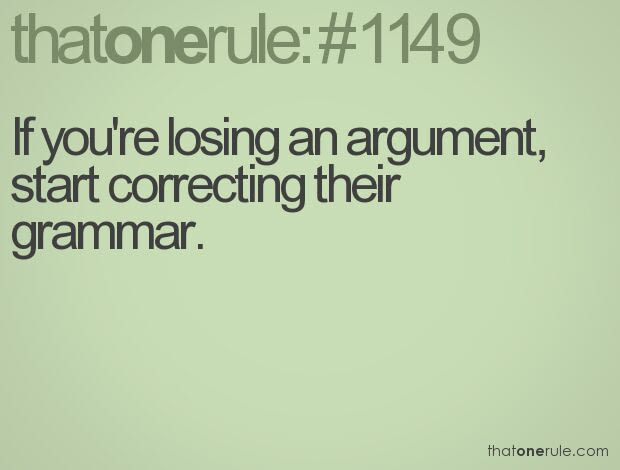 thatonerule: #1149
If you're losing an argument,
start correcting their
grammar.
thatonerule.com